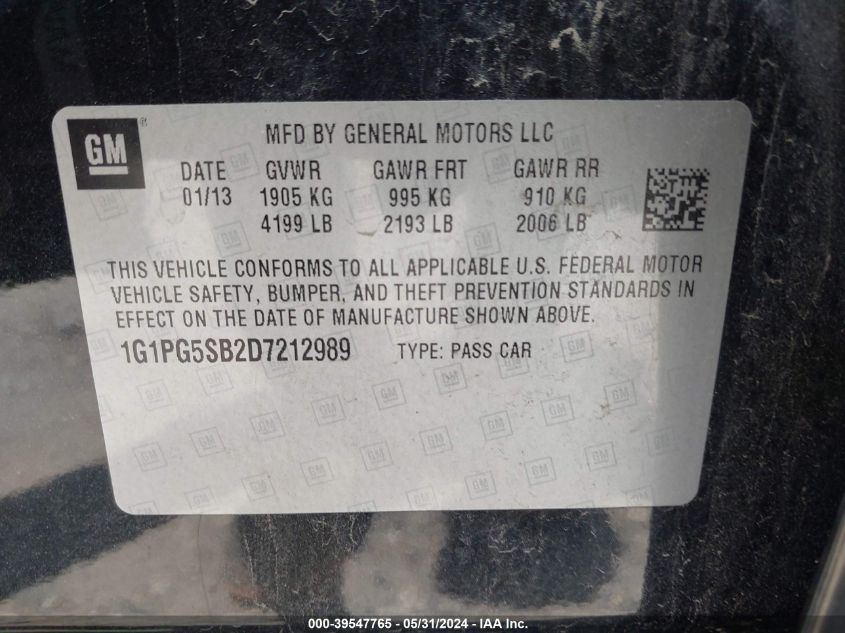 GM ®
MFD BY GENERAL MOTORS LLC
DATE GVWR GAWR FRT GAWR RR
01/13 1905 KG 995 KG 910 KG
4199 LB 2193 LB 2006 LB
THIS VEHICLE CONFORMS TO ALL APPLICABLE U.S. FEDERAL MOTOR
VEHICLE SAFETY, BUMPER, AND THEFT PREVENTION STANDARDS IN
EFFECT ON THE DATE OF MANUFACTURE SHOWN ABOVE.
1G1PG5SB2D7212989 TYPE: PASS CAR
000-39547765 - 05/31/2024 - IAA Inc.